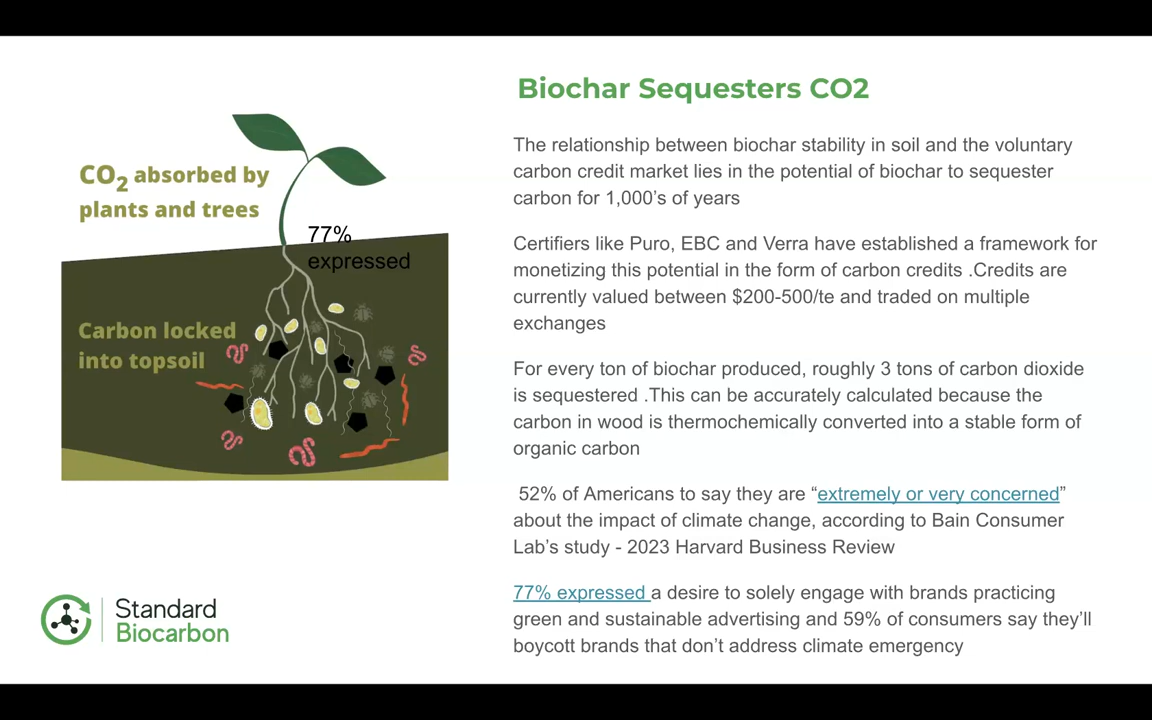 Biochar Sequesters CO2
CO2 absorbed by
plants and trees
77%
expressed
Carbon locked
into topsoil
The relationship between biochar stability in soil and the voluntary
carbon credit market lies in the potential of biochar to sequester
carbon for 1,000’s of years
Certifiers like Puro, EBC and Verra have established a framework for
monetizing this potential in the form of carbon credits .Credits are
currently valued between $200-500/te and traded on multiple
exchanges
For every ton of biochar produced, roughly 3 tons of carbon dioxide
is sequestered .This can be accurately calculated because the
carbon in wood is thermochemically converted into a stable form of
organic carbon
52% of Americans to say they are “extremely or very concerned”
about the impact of climate change, according to Bain Consumer
Lab’s study - 2023 Harvard Business Review
77% expressed a desire to solely engage with brands practicing
green and sustainable advertising and 59% of consumers say they’ll
boycott brands that don’t address climate emergency
Standard
Biocarbon